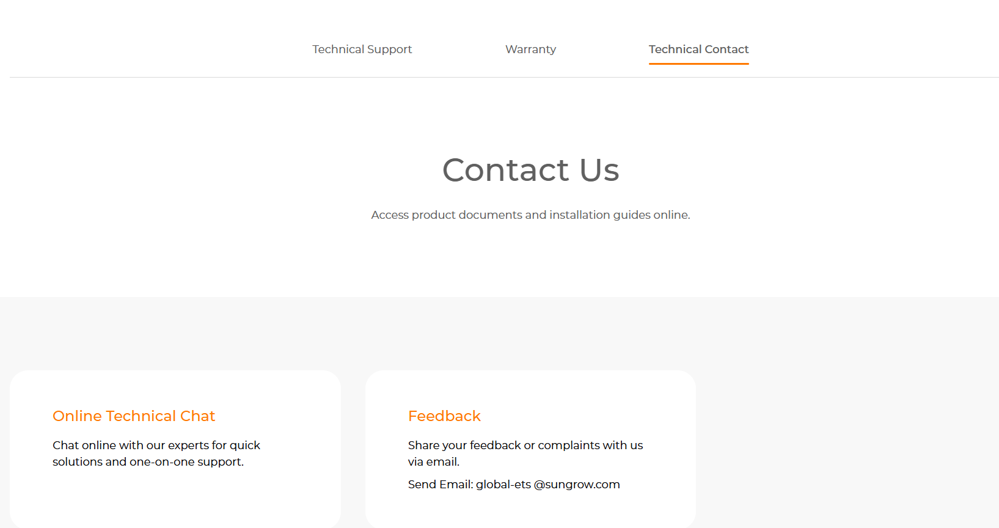 Technical Support
Warranty
Technical Contact
Contact Us
Access product documents and installation guides online.
Online Technical Chat
Chat online with our experts for quick
solutions and one-on-one support.
Feedback
Share your feedback or complaints with us
via email.
Send Email: global-ets @sungrow.com